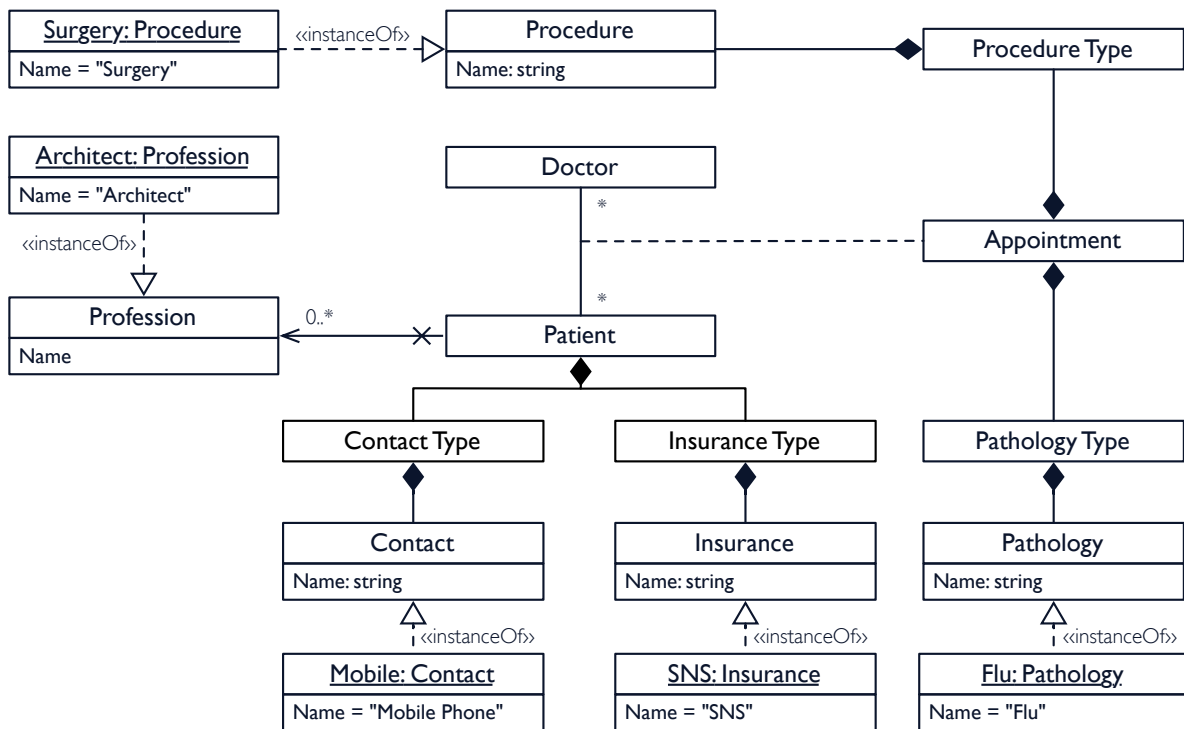 Surgery: Procedure
Name = "Surgery"
«instanceOf»
Procedure
Name: string
Procedure Type
Architect: Profession
Name = "Architect"
«instanceOf»
Doctor
*
Appointment
*
Profession
Name
0..*
Patient
Contact Type
Insurance Type
Pathology Type
Contact
Name: string
Insurance
Name: string
Pathology
Name: string
«instanceOf»
«instanceOf»
«instanceOf»
Mobile: Contact
Name = "Mobile Phone"
SNS: Insurance
Name = "SNS"
Flu: Pathology
Name = "Flu"